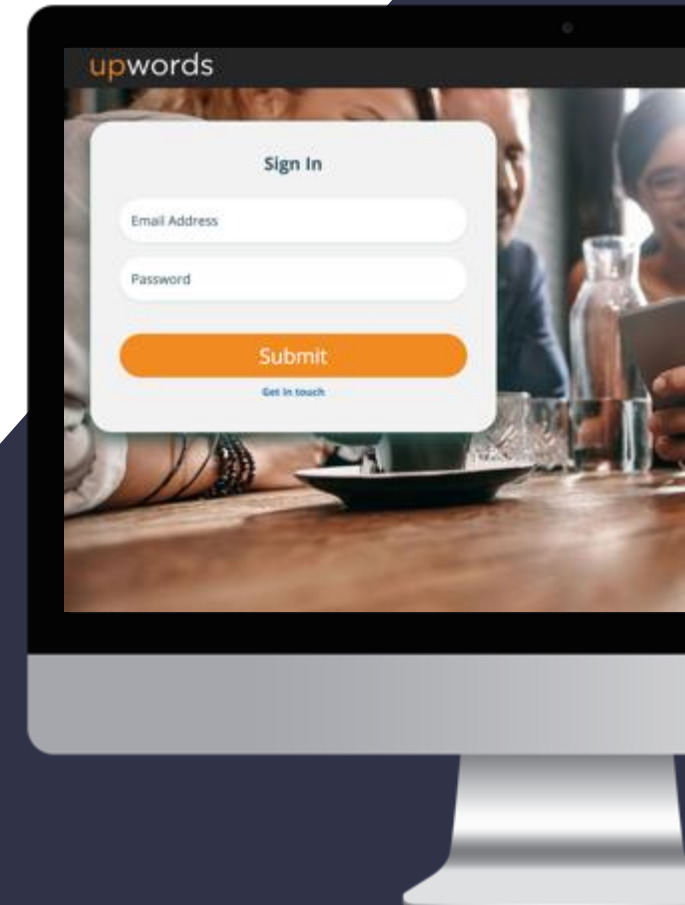 upwords
Sign In
Email Address
Password
Submit
Get in touch